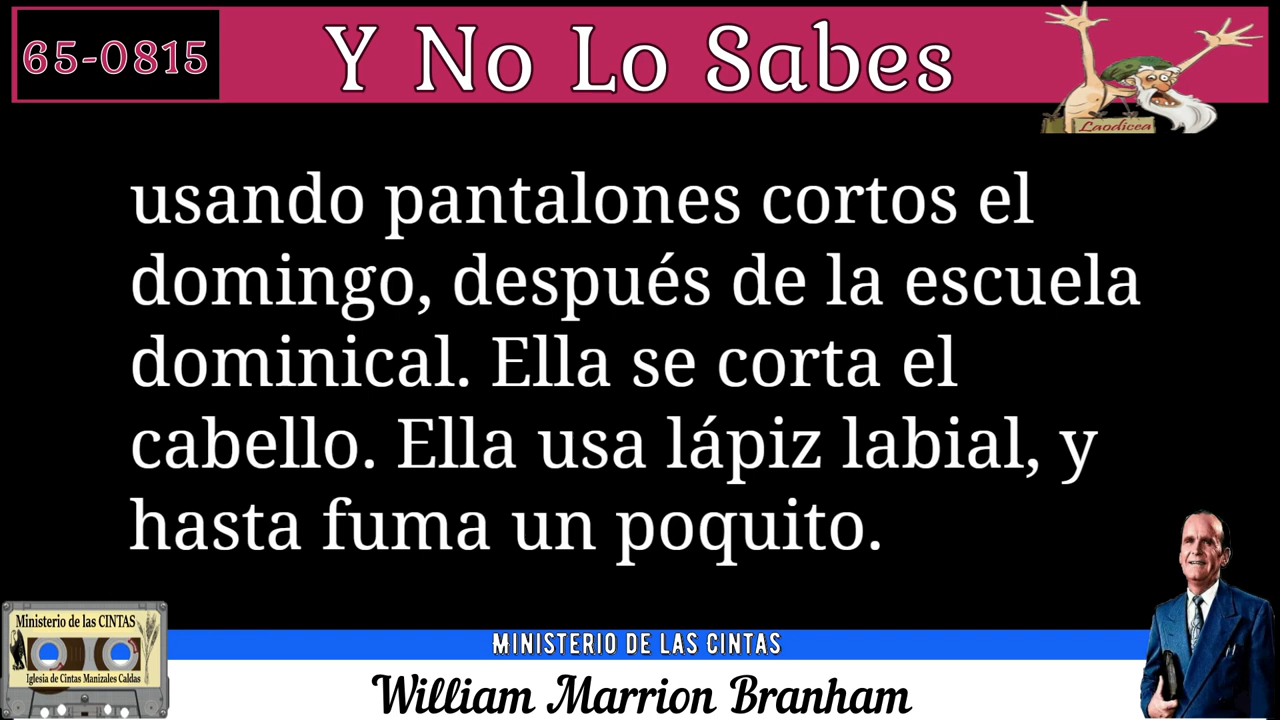 65-0815
Y No Lo Sabes
Laodicea
usando pantalones cortos el
domingo, después de la escuela
dominical. Ella se corta el
cabello. Ella usa lápiz labial, y
hasta fuma un poquito.
Ministerio de las CINTAS
Iglesia de Cintas Manizales Caldas
MINISTERIO DE LAS CINTAS
William Marrion Branham